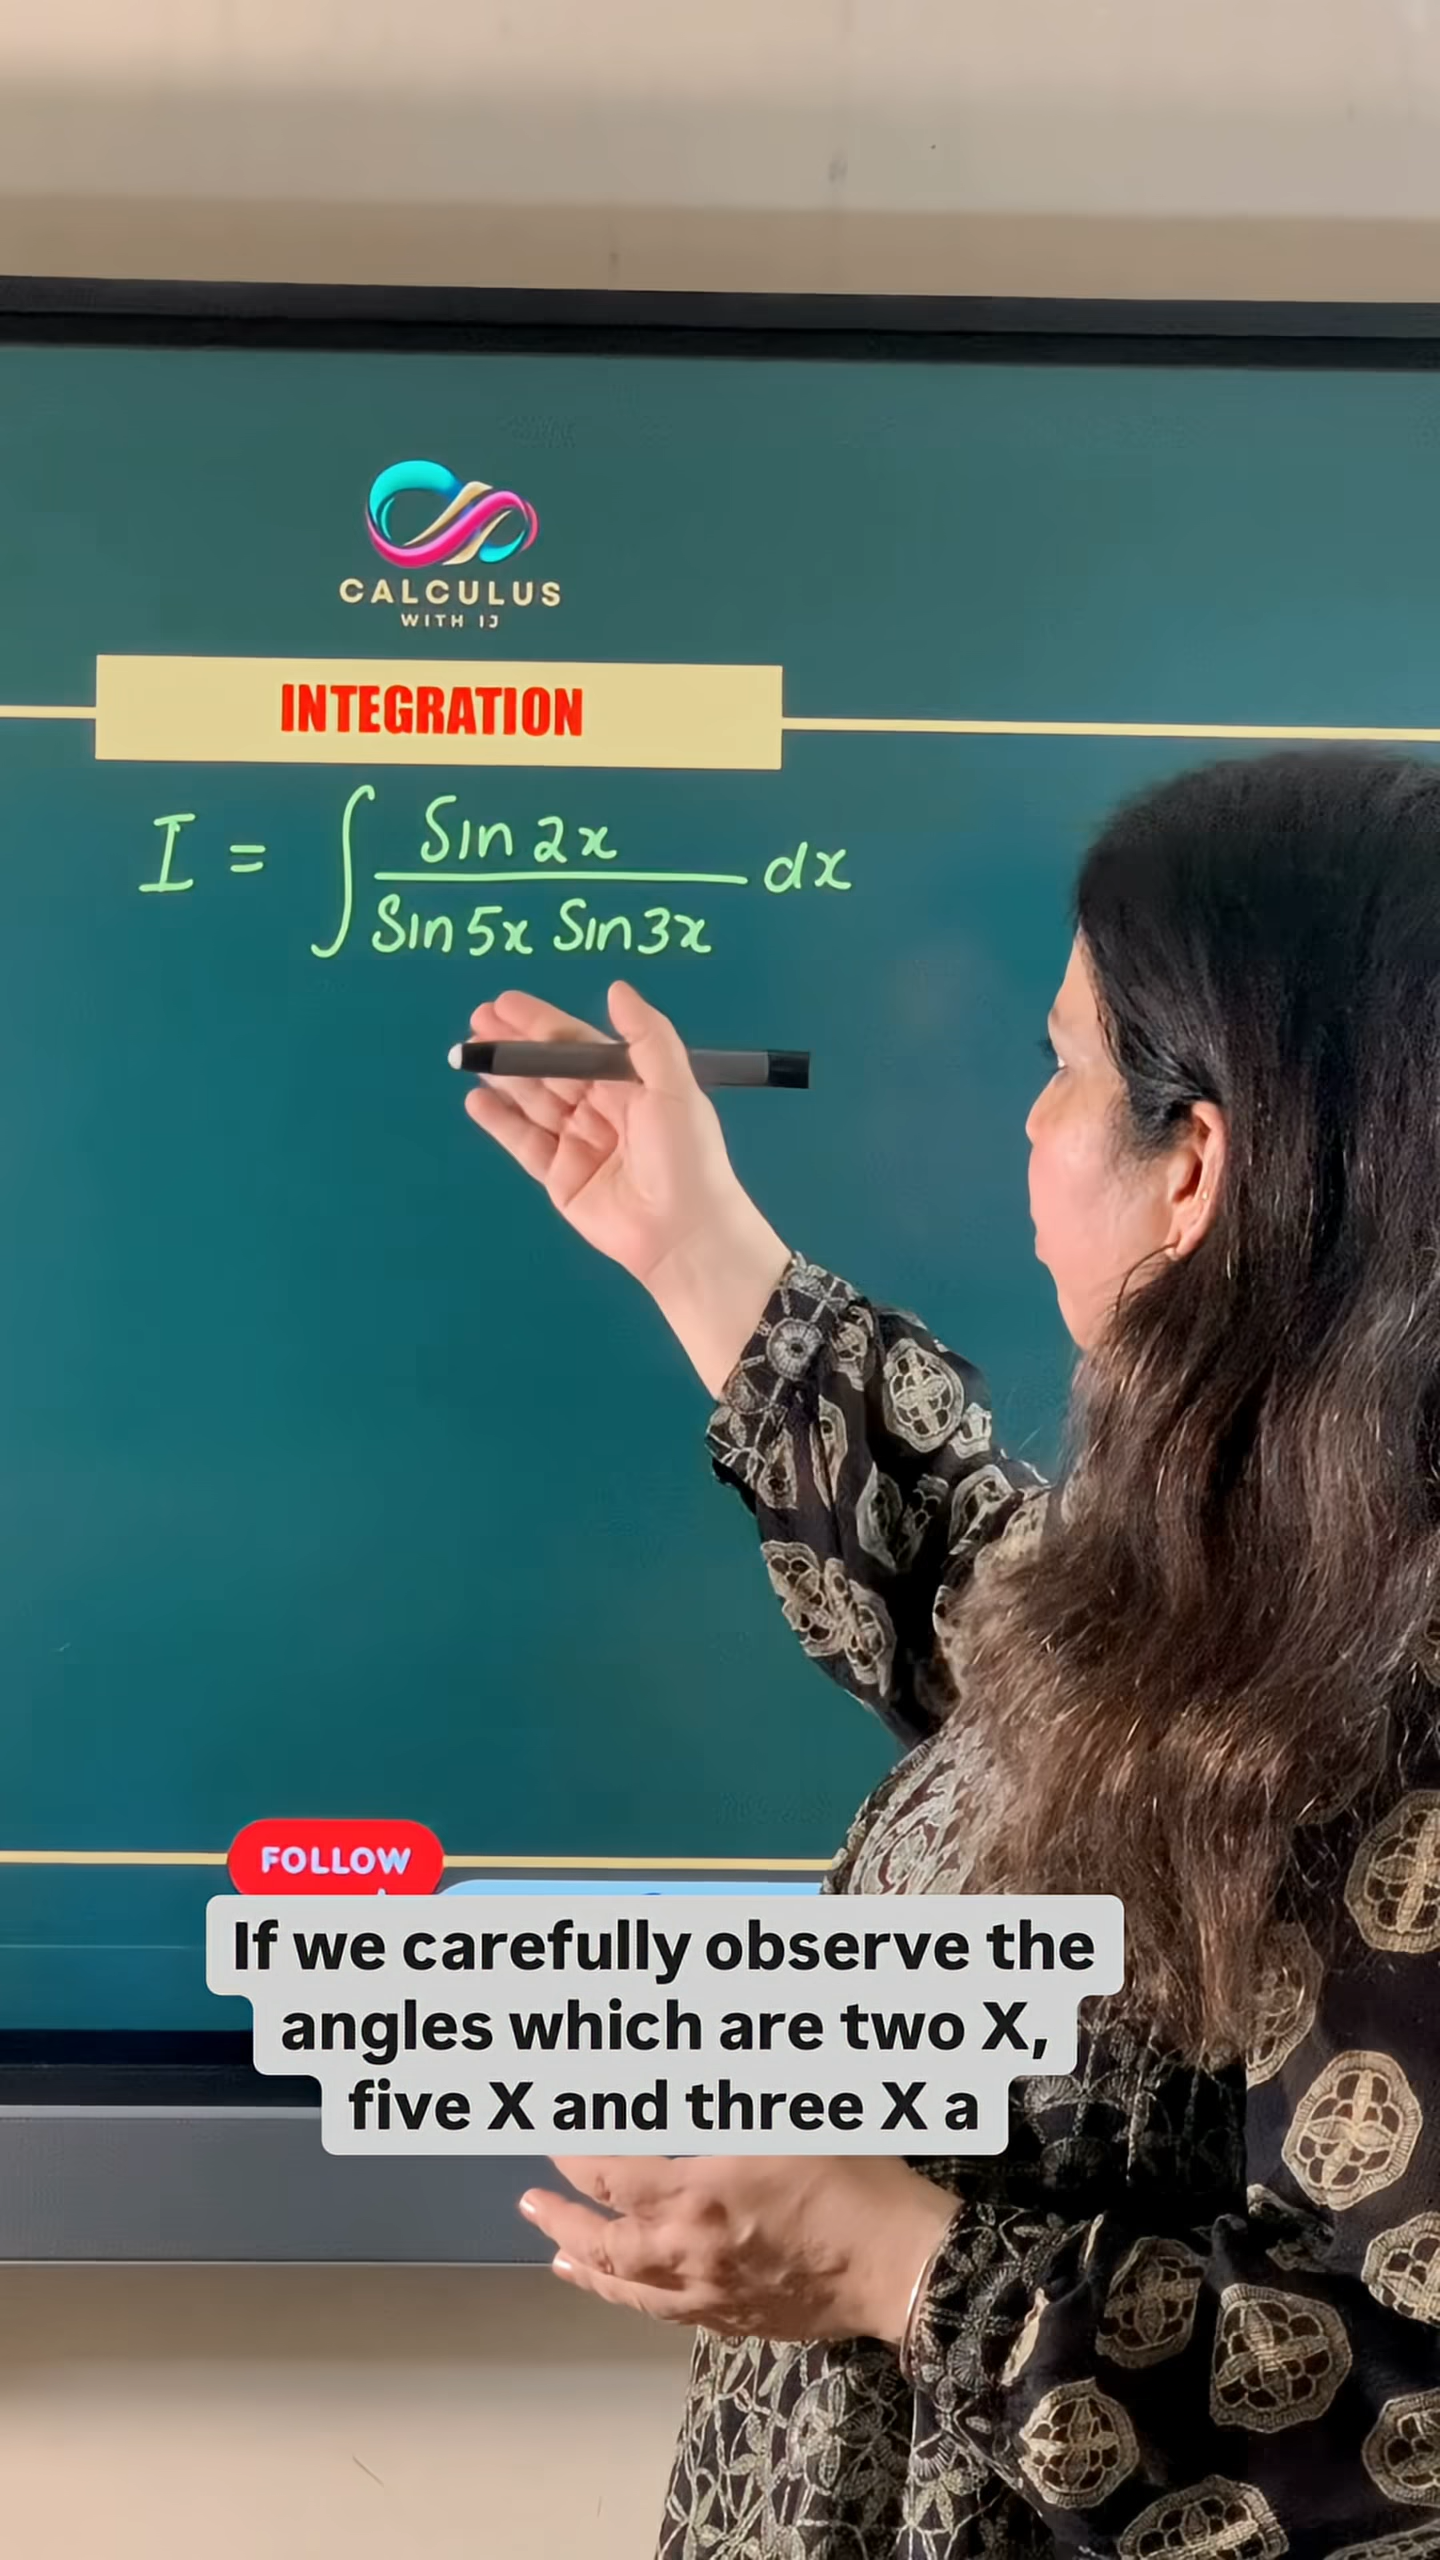 CALCULUS
WITH IJ
INTEGRATION
I = ∫ Sin 2x / Sin 5x Sin 3x dx
FOLLOW
If we carefully observe the
angles which are two X,
five X and three X a